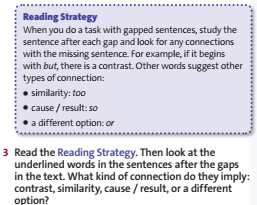 Reading Strategy
When you do a task with gapped sentences, study the
sentence after each gap and look for any connections
with the missing sentence. For example, if it begins
with but, there is a contrast. Other words suggest other
types of connection:
• similarity: too
• cause / result: so
• a different option: or
3 Read the Reading Strategy. Then look at the
underlined words in the sentences after the gaps
in the text. What kind of connection do they imply:
contrast, similarity, cause / result, or a different
option?